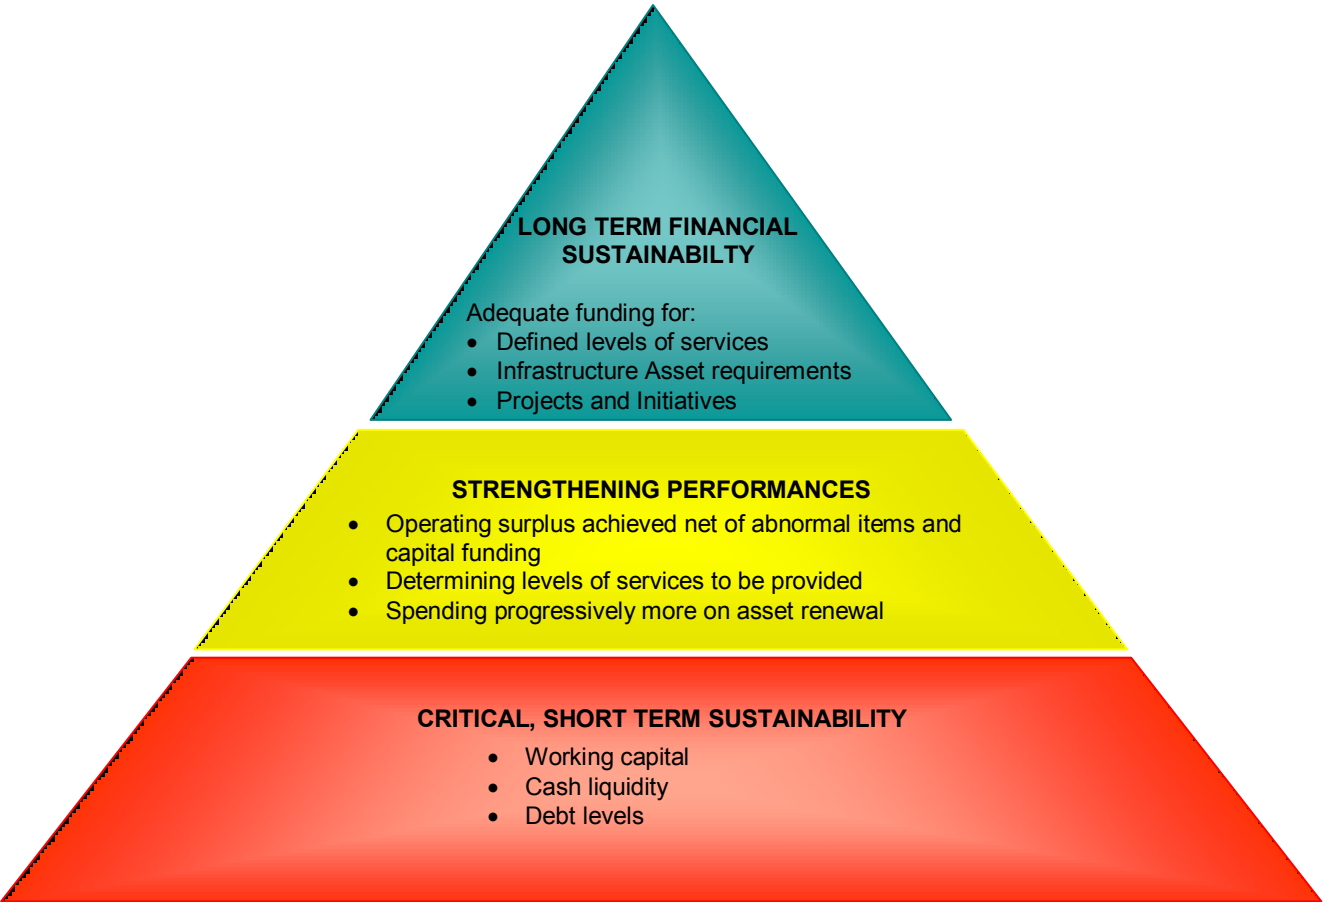 LONG TERM FINANCIAL
SUSTAINABILTY
Adequate funding for:
• Defined levels of services
• Infrastructure Asset requirements
• Projects and Initiatives
STRENGTHENING PERFORMANCES
• Operating surplus achieved net of abnormal items and
capital funding
• Determining levels of services to be provided
• Spending progressively more on asset renewal
CRITICAL, SHORT TERM SUSTAINABILITY
• Working capital
• Cash liquidity
• Debt levels